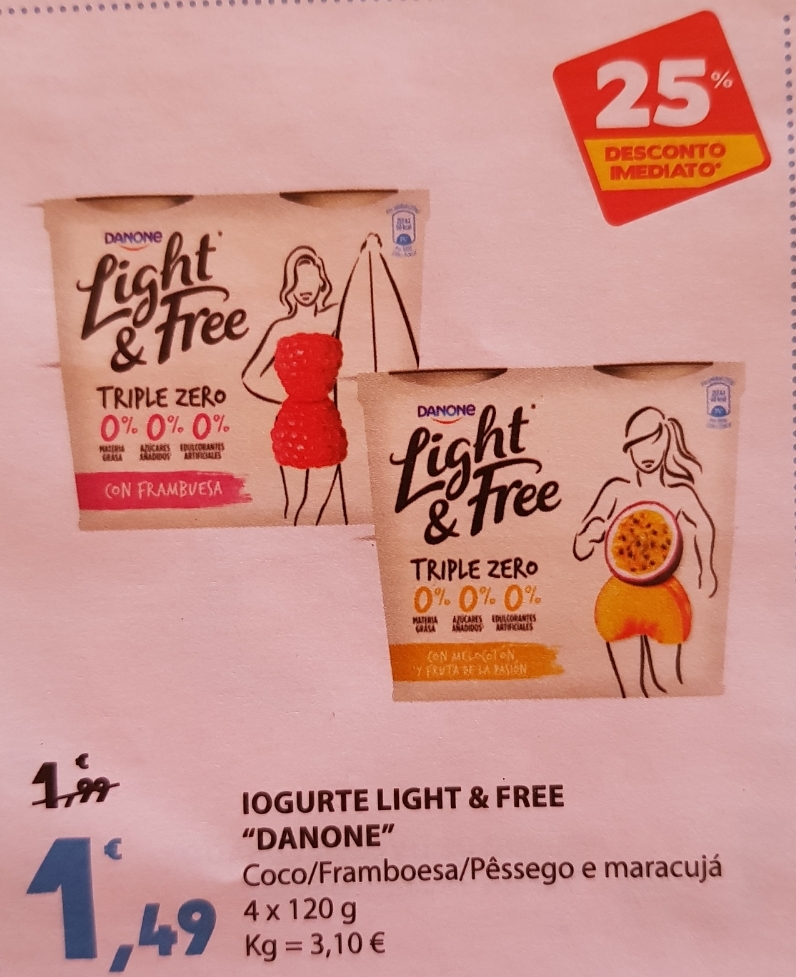 25%
DESCONTO
IMEDIATO*
DANONE
Light
& Free
TRIPLE ZERO
0% 0% 0%
MATERIA GRASA AZÚCARES AÑADIDOS EDULCORANTES ARTIFICIALES
CON FRAMBUESA
DANONE
Light
& Free
TRIPLE ZERO
0% 0% 0%
MATERIA GRASA AZÚCARES AÑADIDOS EDULCORANTES ARTIFICIALES
CON MELOCOTÓN
Y FRUTA DE LA PASIÓN
1,99 €
1,49 €
IOGURTE LIGHT & FREE
“DANONE”
Coco/Framboesa/Pêssego e maracujá
4 x 120 g
Kg = 3,10 €